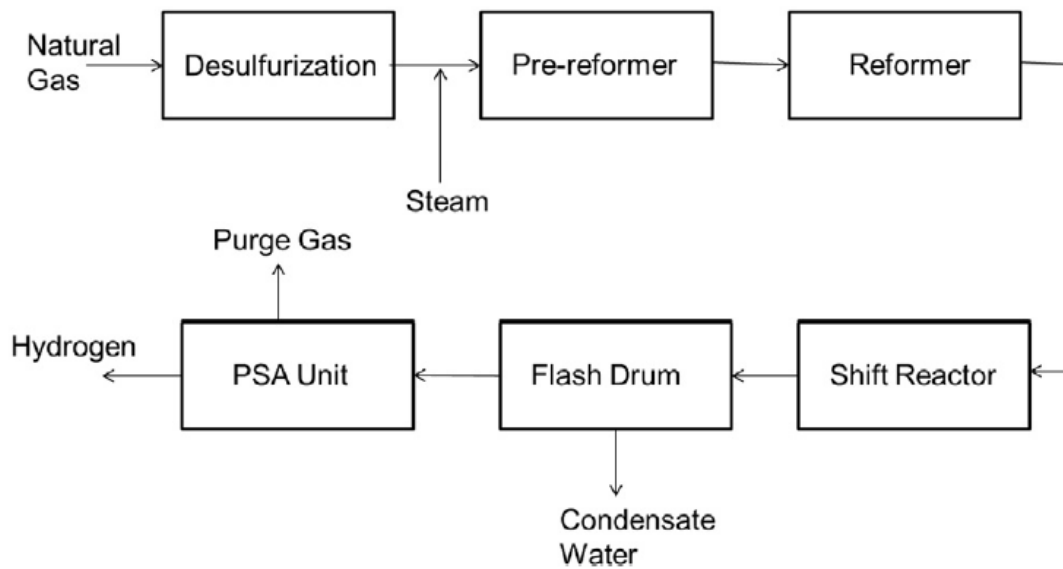 Natural
Gas
Desulfurization
Pre-reformer
Reformer
Steam
Purge Gas
Hydrogen
PSA Unit
Flash Drum
Shift Reactor
Condensate
Water